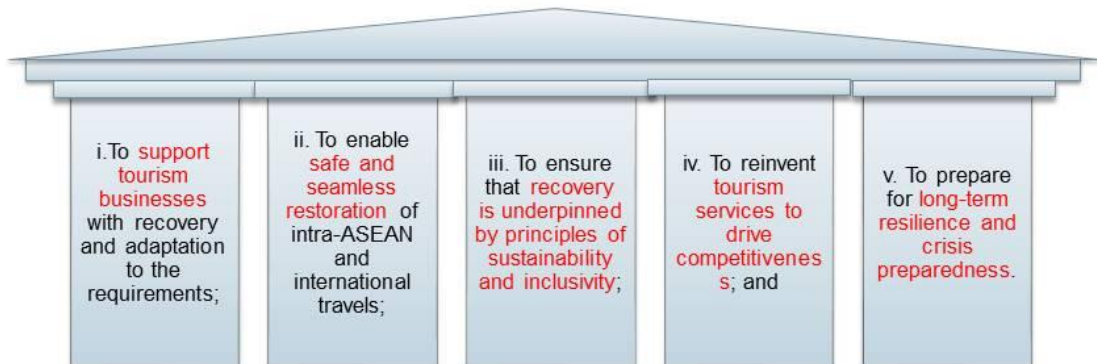 i.To support
tourism
businesses
with recovery
and adaptation
to the
requirements;
ii. To enable
safe and
seamless
restoration of
intra-ASEAN
and
international
travels;
iii. To ensure
that recovery
is underpinned
by principles of
sustainability
and inclusivity;
iv. To reinvent
tourism
services to
drive
competitivenes
s; and
v. To prepare
for long-term
resilience and
crisis
preparedness.